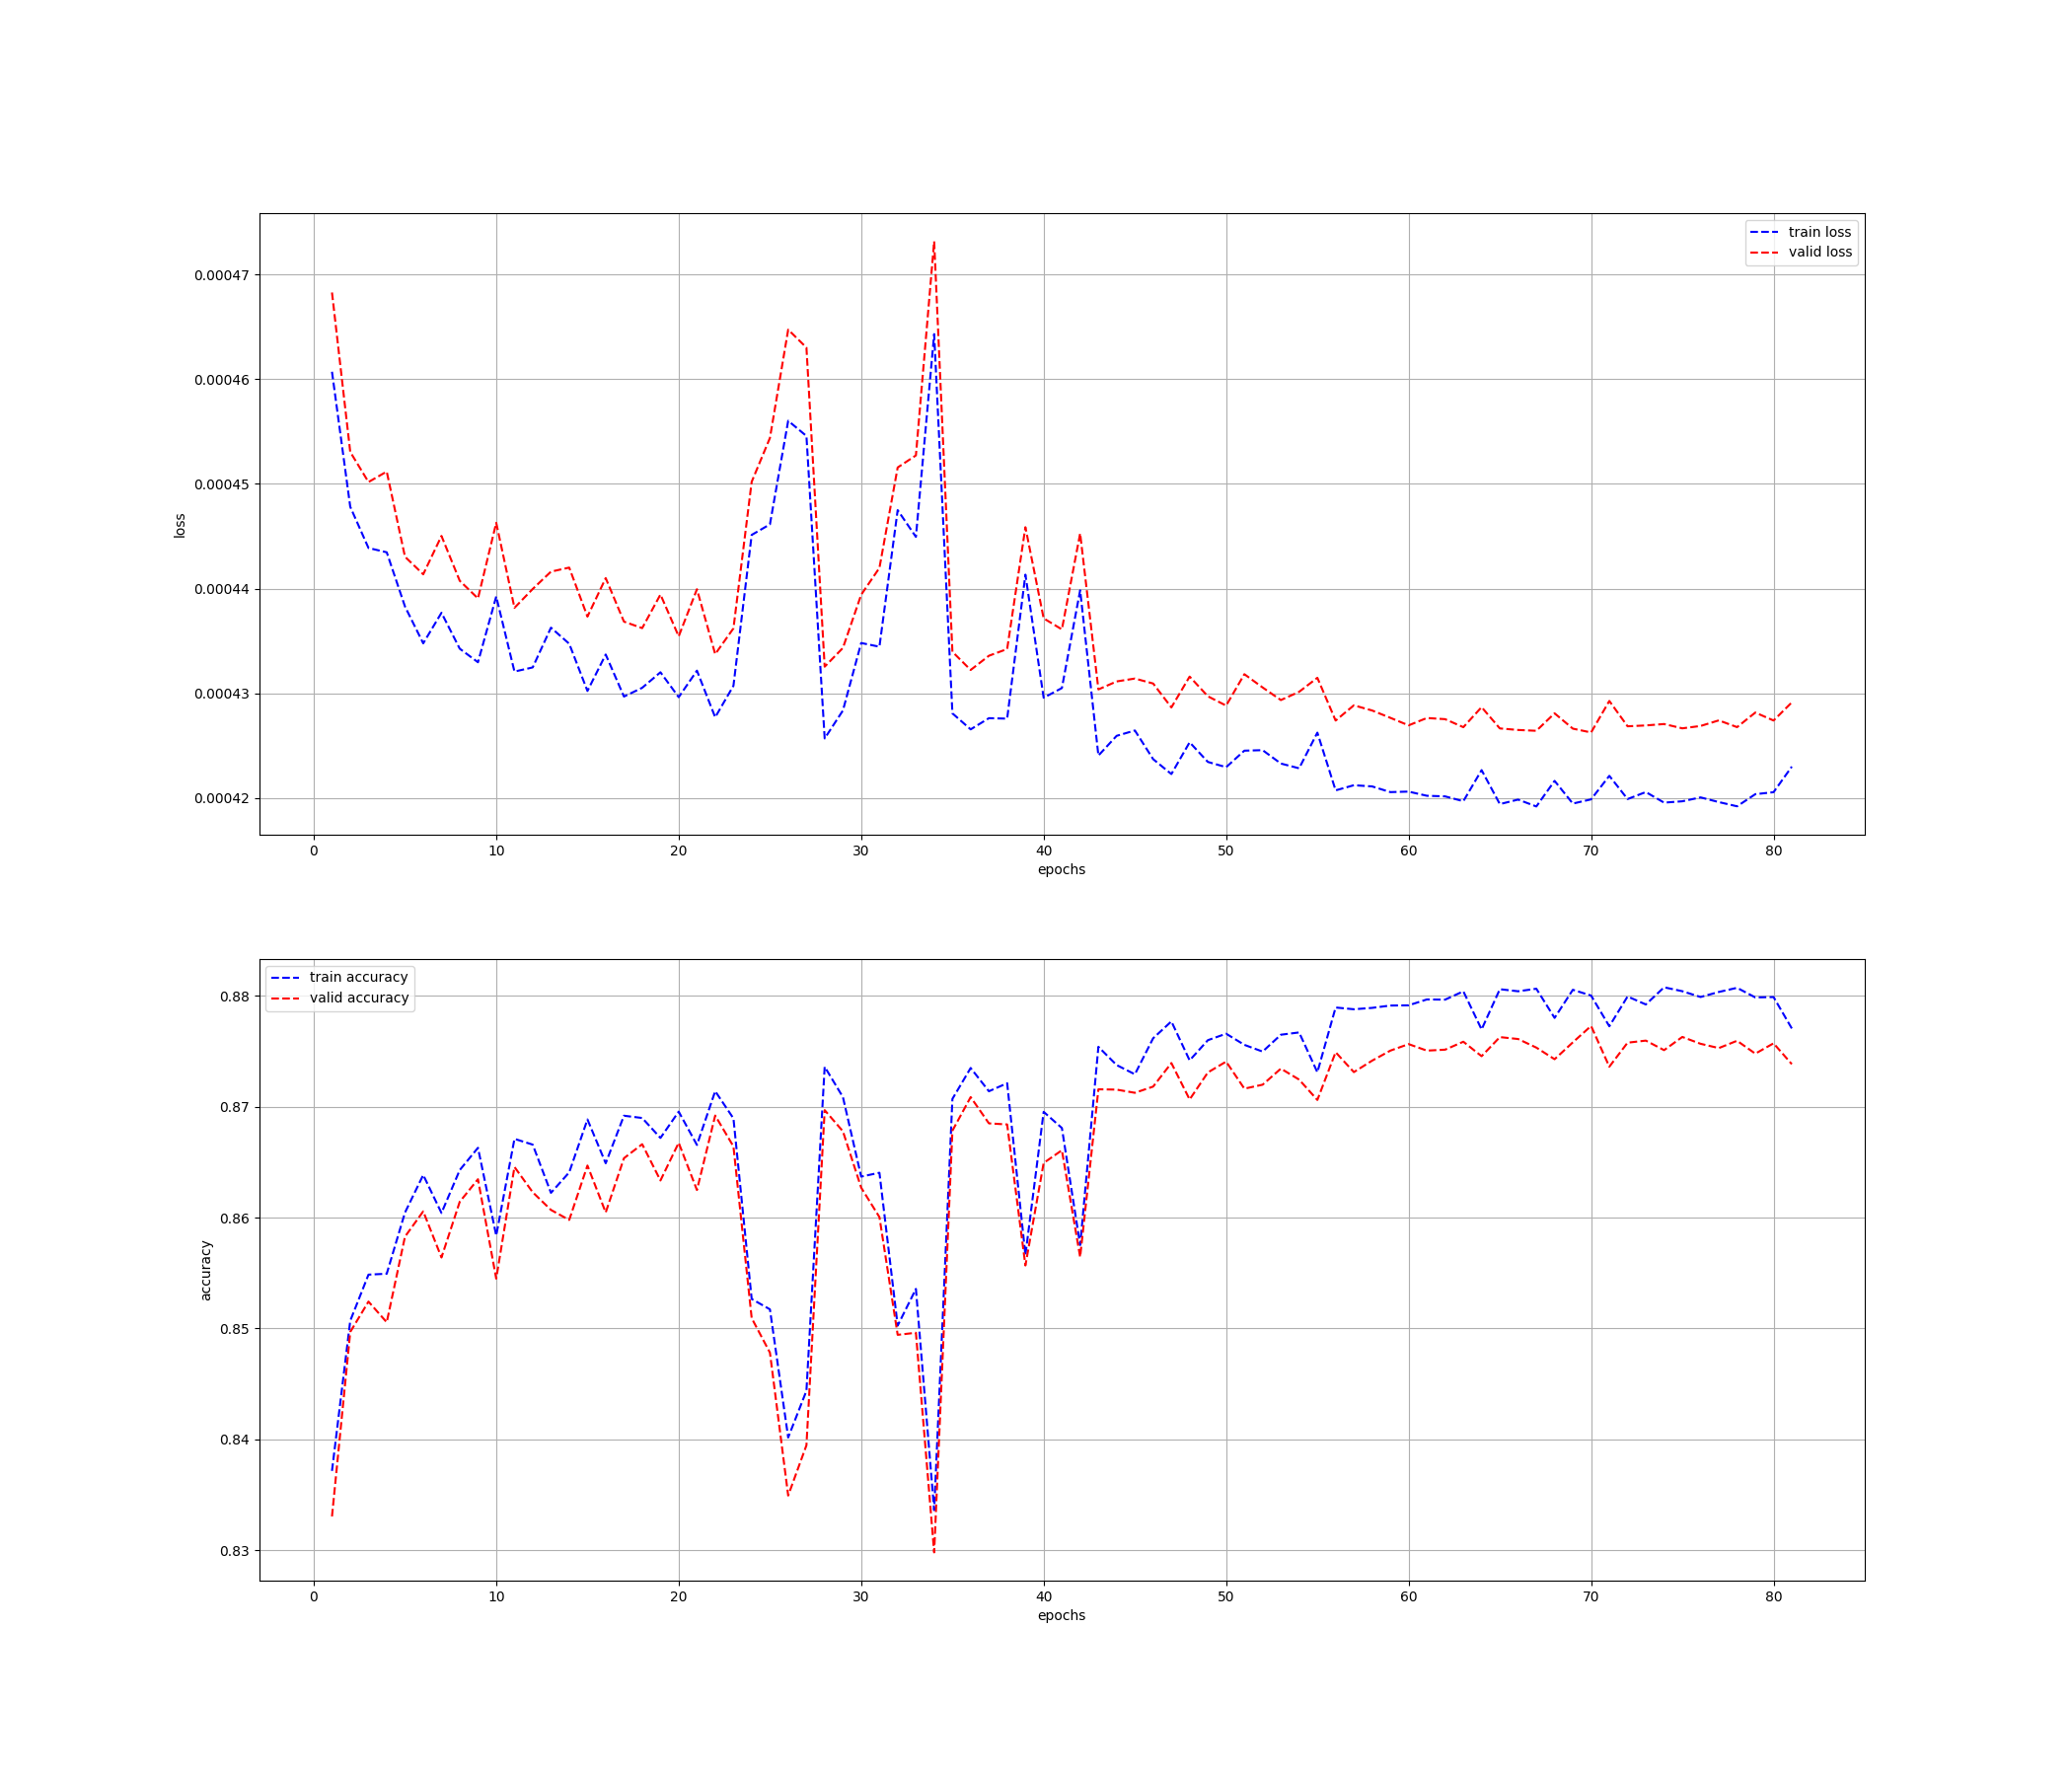 train loss
valid loss
0.00047
0.00046
0.00045
0.00044
0.00043
0.00042
loss
0 10 20 30 40 50 60 70 80
epochs
train accuracy
valid accuracy
0.88
0.87
0.86
0.85
0.84
0.83
accuracy
0 10 20 30 40 50 60 70 80
epochs